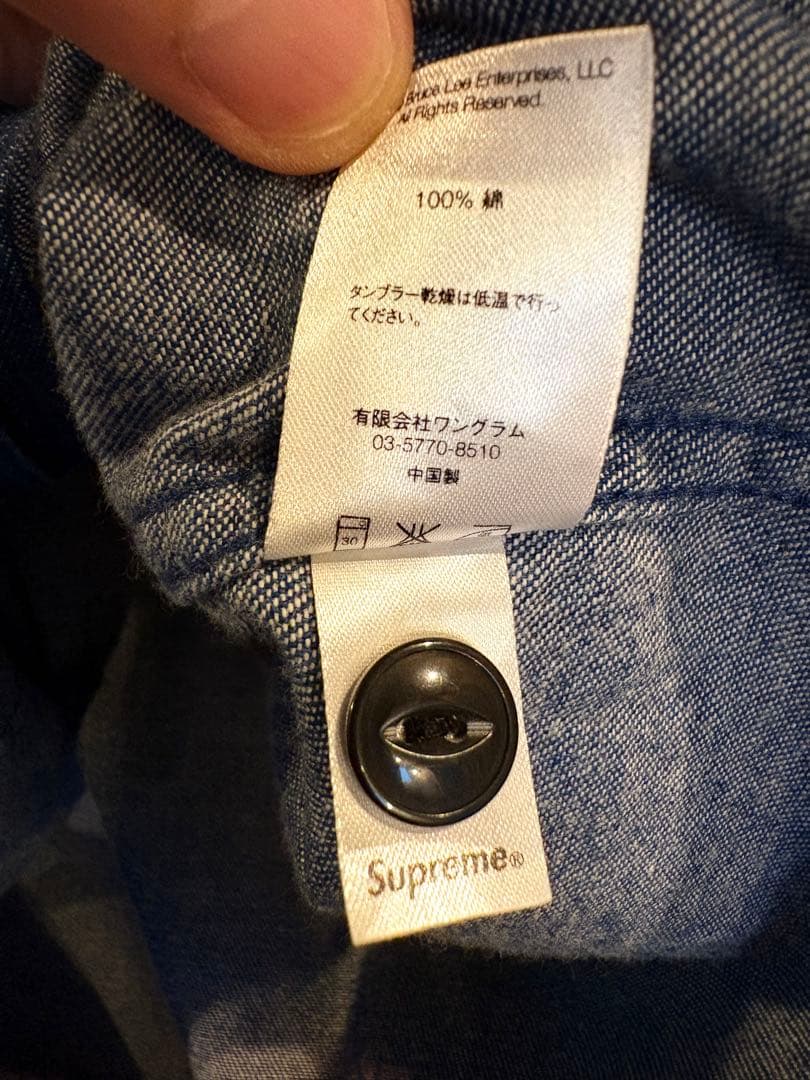 Bruce Lee Enterprises, LLC
All Rights Reserved.
100% 綿
タンブラー乾燥は低温で行っ
てください。
有限会社ワングラム
03-5770-8510
中国製
30
Supreme®